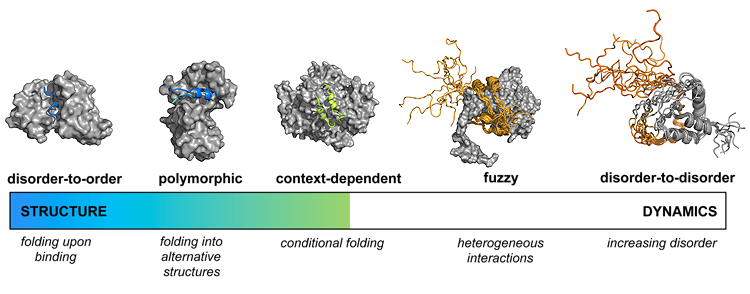 disorder-to-order
polymorphic
context-dependent
fuzzy
disorder-to-disorder
STRUCTURE
DYNAMICS
folding upon
binding
folding into
alternative
structures
conditional folding
heterogeneous
interactions
increasing disorder